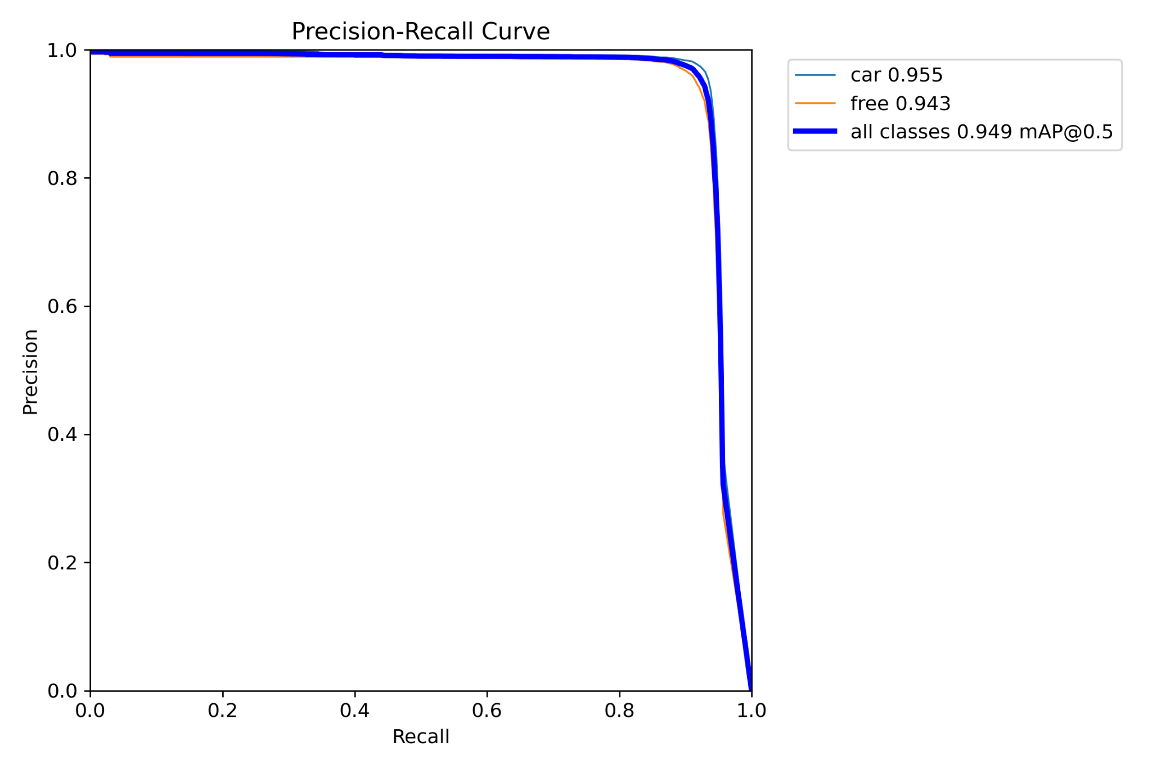 Precision-Recall Curve
1.0
0.8
0.6
0.4
0.2
0.0
Precision
0.0 0.2 0.4 0.6 0.8 1.0
Recall
car 0.955
free 0.943
all classes 0.949 mAP@0.5